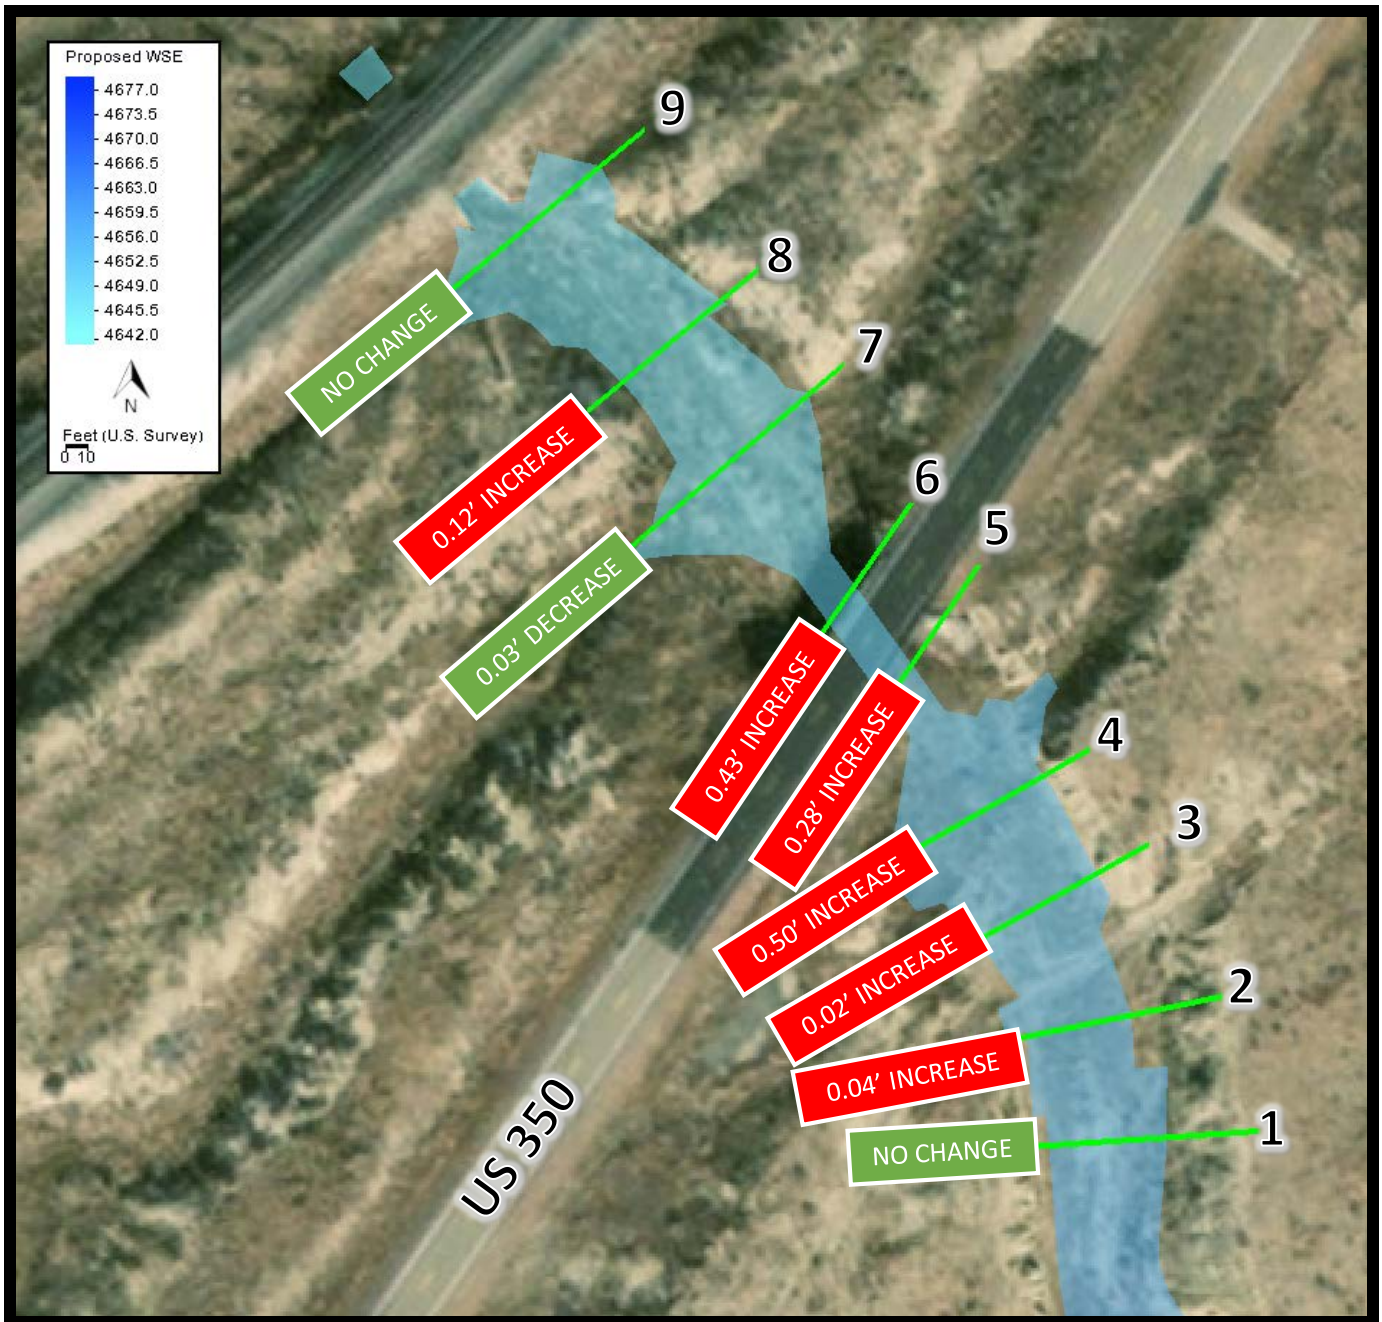 Proposed WSE
4677.0
4673.5
4670.0
4666.5
4663.0
4659.5
4656.0
4652.5
4649.0
4645.5
4642.0
N
Feet (U.S. Survey)
0 10
9
NO CHANGE
8
0.12’ INCREASE
7
0.03’ DECREASE
6
0.43’ INCREASE
5
0.28’ INCREASE
4
0.50’ INCREASE
3
0.02’ INCREASE
2
0.04’ INCREASE
1
NO CHANGE
US 350